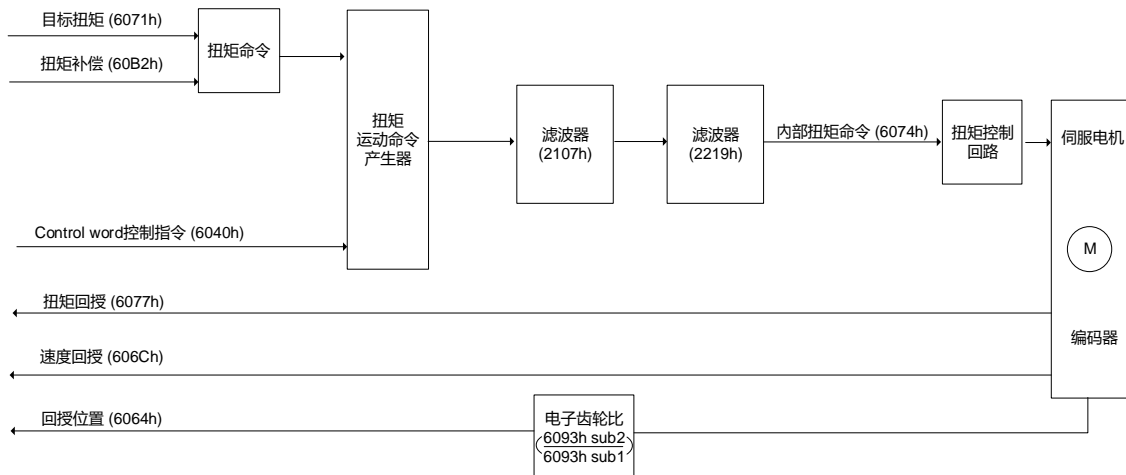 目标扭矩 (6071h)
扭矩补偿 (60B2h)
扭矩命令
扭矩
运动命令
产生器
Control word控制指令 (6040h)
滤波器
(2107h)
滤波器
(2219h)
内部扭矩命令 (6074h)
扭矩控制
回路
伺服电机
M
编码器
扭矩回授 (6077h)
速度回授 (606Ch)
回授位置 (6064h)
电子齿轮比
(6093h sub2
6093h sub1)